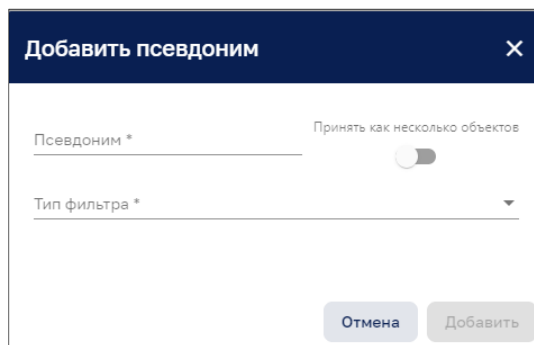 Добавить псевдоним
Принять как несколько объектов
Псевдоним *
Тип фильтра *
Отмена
Добавить